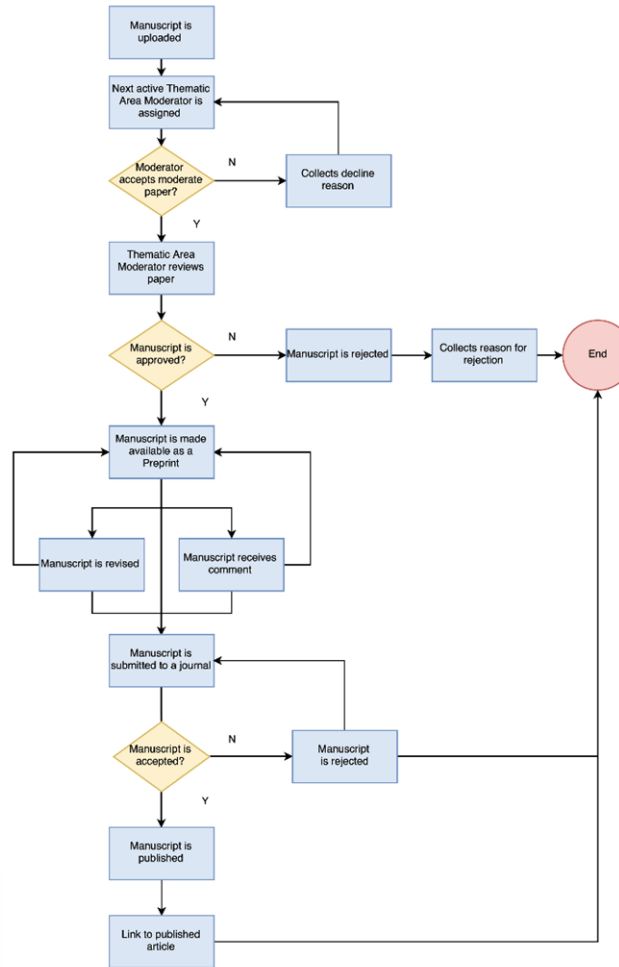 Manuscript is
uploaded
Next active Thematic
Area Moderator is
assigned
Moderator
accepts moderate
paper?
N
Collects decline
reason
Y
Thematic Area
Moderator reviews
paper
Manuscript is
approved?
N
Manuscript is rejected
Collects reason for
rejection
End
Y
Manuscript is made
available as a
Preprint
Manuscript is revised
Manuscript receives
comment
Manuscript is
submitted to a journal
Manuscript is
accepted?
N
Manuscript
is rejected
Y
Manuscript is
published
Link to published
article